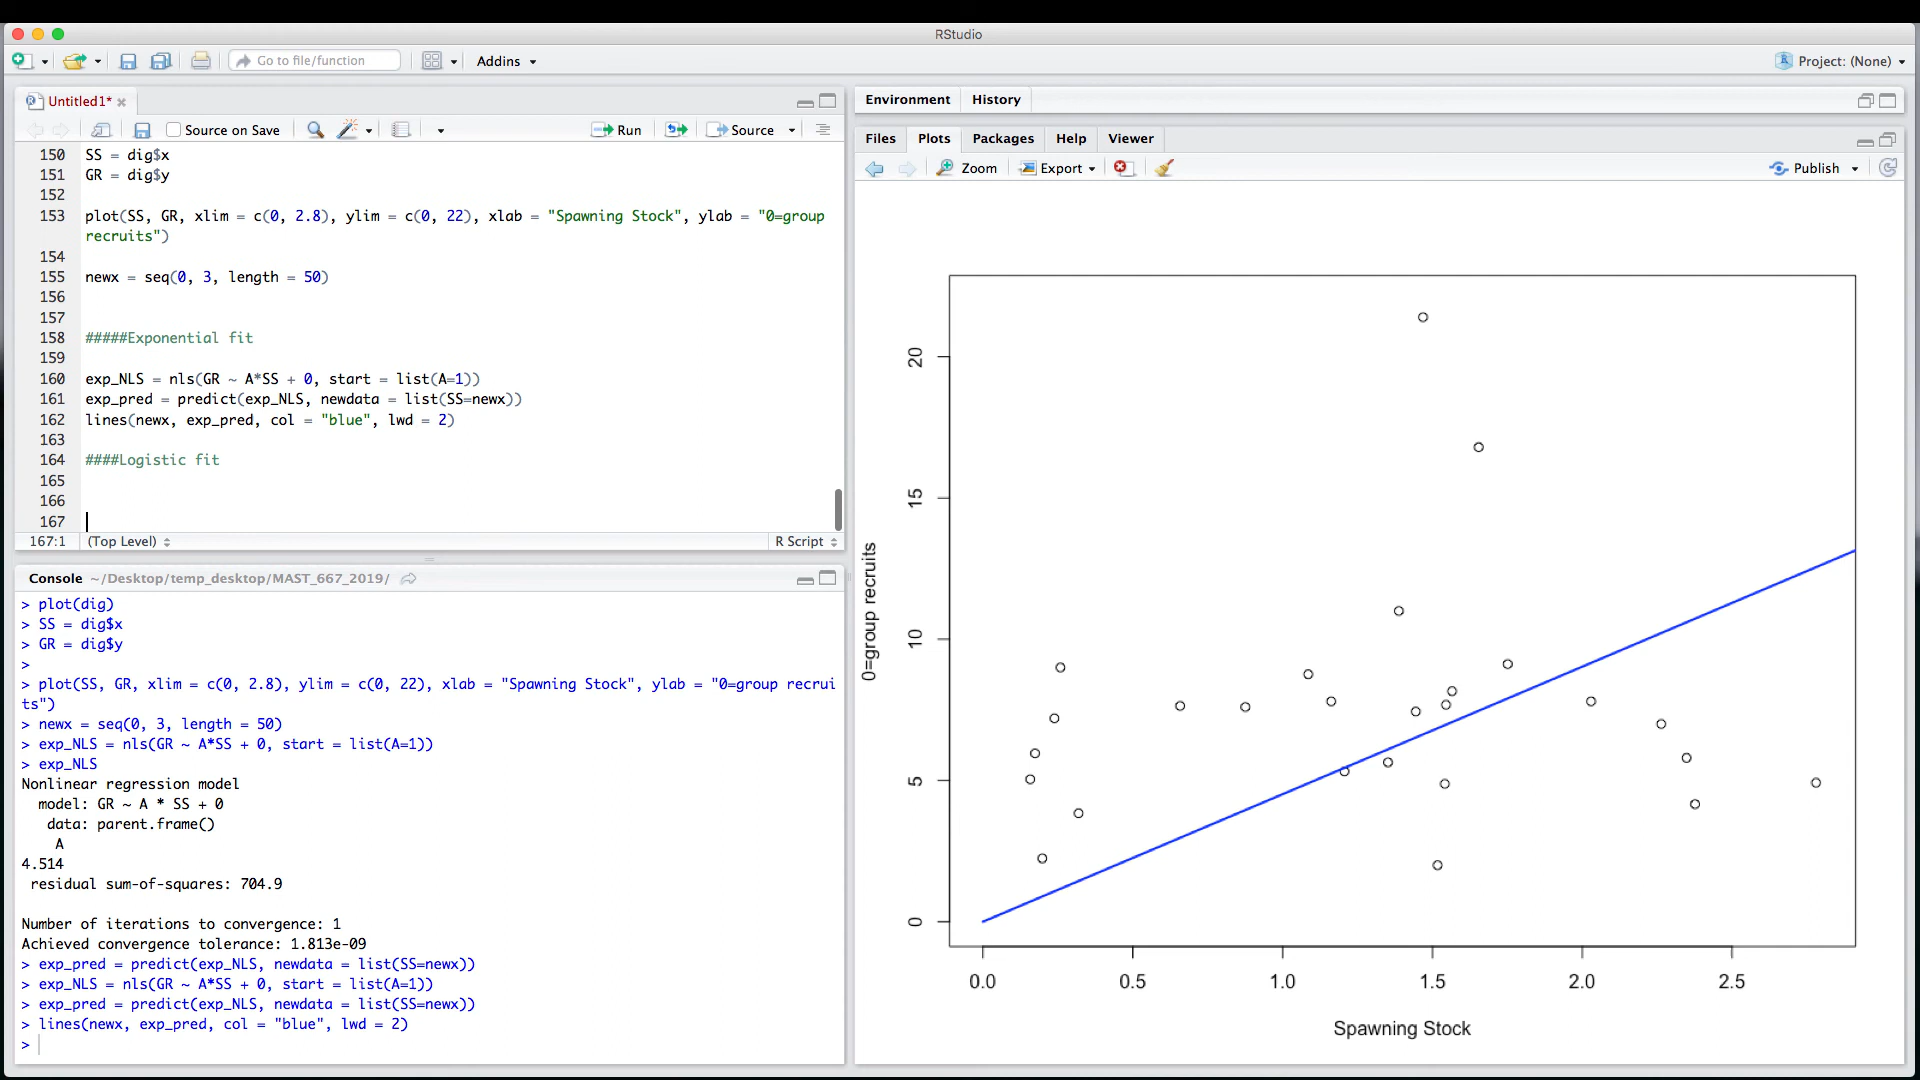 RStudio
Go to file/function
Addins
Project: (None)
Untitled1*
Source on Save
Run
Source
150 SS = dig$x
151 GR = dig$y
152
153 plot(SS, GR, xlim = c(0, 2.8), ylim = c(0, 22), xlab = "Spawning Stock", ylab = "0=group
recruits")
154
155 newx = seq(0, 3, length = 50)
156
157
158 #####Exponential fit
159
160 exp_NLS = nls(GR ~ A*SS + 0, start = list(A=1))
161 exp_pred = predict(exp_NLS, newdata = list(SS=newx))
162 lines(newx, exp_pred, col = "blue", lwd = 2)
163
164 ####Logistic fit
165
166
167
167:1 (Top Level) R Script
Console ~/Desktop/temp_desktop/MAST_667_2019/
> plot(dig)
> SS = dig$x
> GR = dig$y
>
> plot(SS, GR, xlim = c(0, 2.8), ylim = c(0, 22), xlab = "Spawning Stock", ylab = "0=group recrui
ts")
> newx = seq(0, 3, length = 50)
> exp_NLS = nls(GR ~ A*SS + 0, start = list(A=1))
> exp_NLS
Nonlinear regression model
model: GR ~ A * SS + 0
data: parent.frame()
A
4.514
residual sum-of-squares: 704.9
Number of iterations to convergence: 1
Achieved convergence tolerance: 1.813e-09
> exp_pred = predict(exp_NLS, newdata = list(SS=newx))
> exp_NLS = nls(GR ~ A*SS + 0, start = list(A=1))
> exp_pred = predict(exp_NLS, newdata = list(SS=newx))
> lines(newx, exp_pred, col = "blue", lwd = 2)
>
Environment History
Files Plots Packages Help Viewer
Zoom Export Publish
20
15
10
5
0
0=group recruits
0.0 0.5 1.0 1.5 2.0 2.5
Spawning Stock